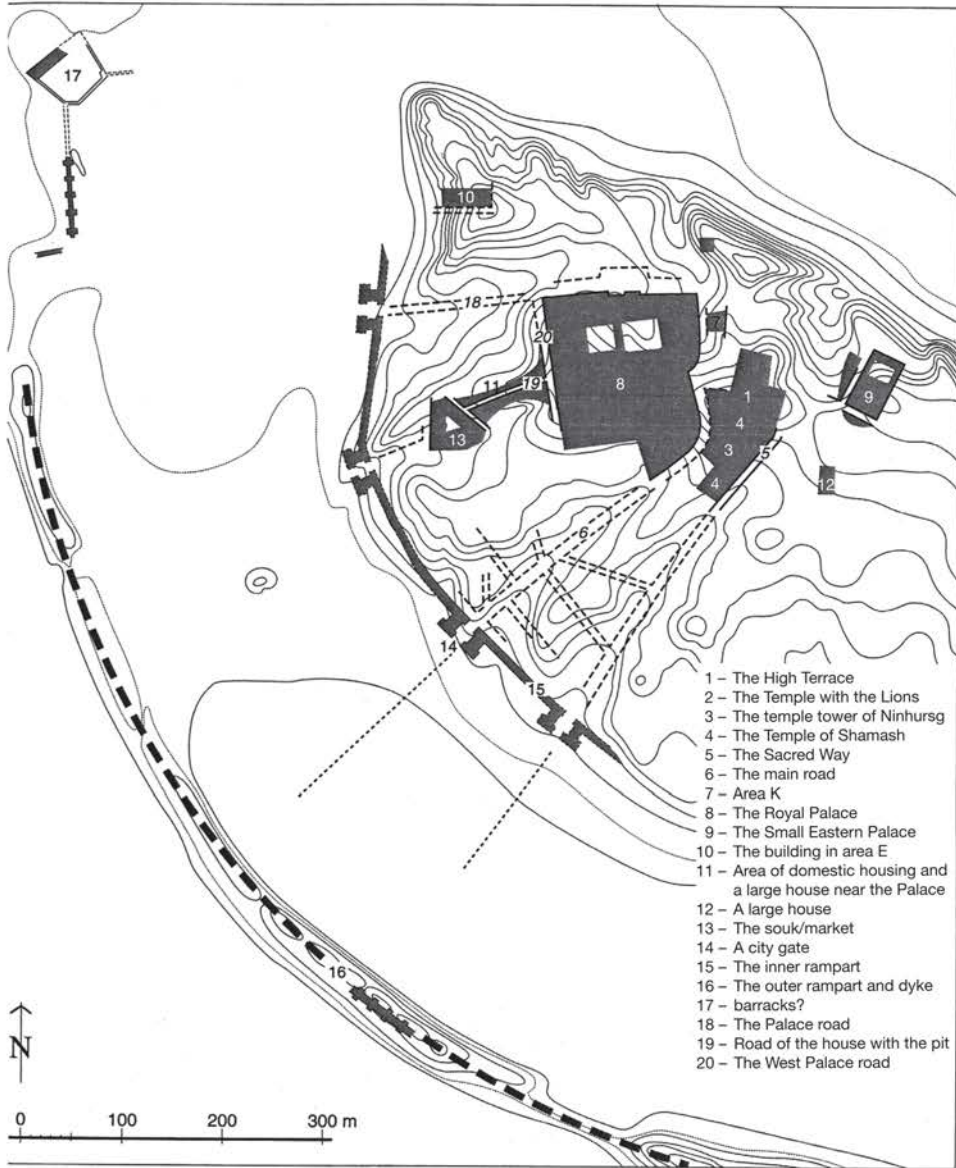 17
10
18
20
7
11
19
8
1
9
13
4
3
5
4
12
6
14
15
1 – The High Terrace
2 – The Temple with the Lions
3 – The temple tower of Ninhursg
4 – The Temple of Shamash
5 – The Sacred Way
6 – The main road
7 – Area K
8 – The Royal Palace
9 – The Small Eastern Palace
10 – The building in area E
11 – Area of domestic housing and
a large house near the Palace
12 – A large house
13 – The souk/market
14 – A city gate
15 – The inner rampart
16 – The outer rampart and dyke
17 – barracks?
18 – The Palace road
19 – Road of the house with the pit
20 – The West Palace road
16
N
0 100 200 300 m